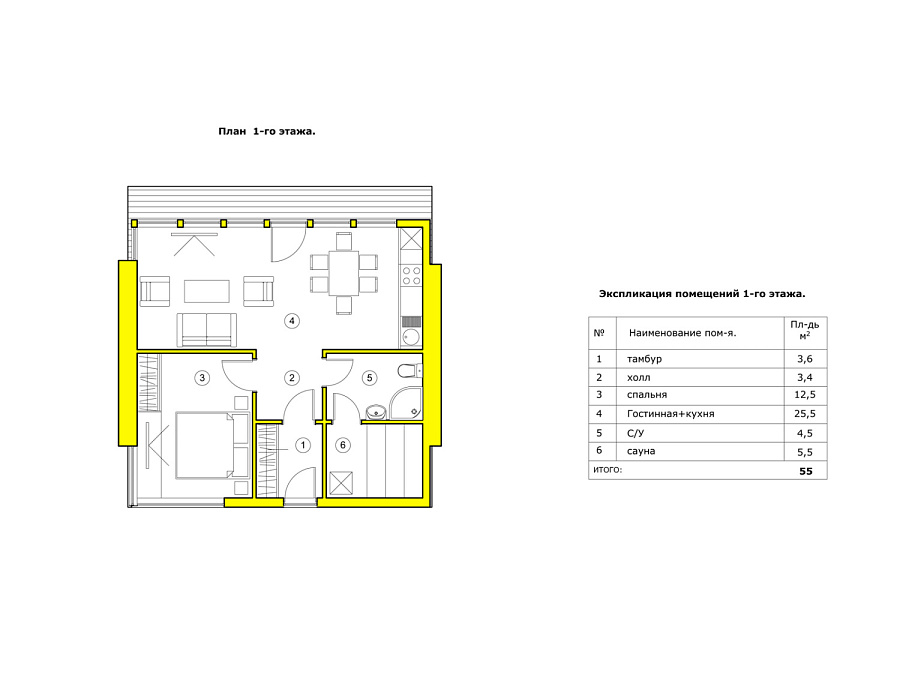 План 1-го этажа.
4
3
2
5
1
6
Экспликация помещений 1-го этажа.
№ Наименование пом-я. Пл-дь м²
1 тамбур 3,6
2 холл 3,4
3 спальня 12,5
4 Гостинная+кухня 25,5
5 С/У 4,5
6 сауна 5,5
ИТОГО: 55